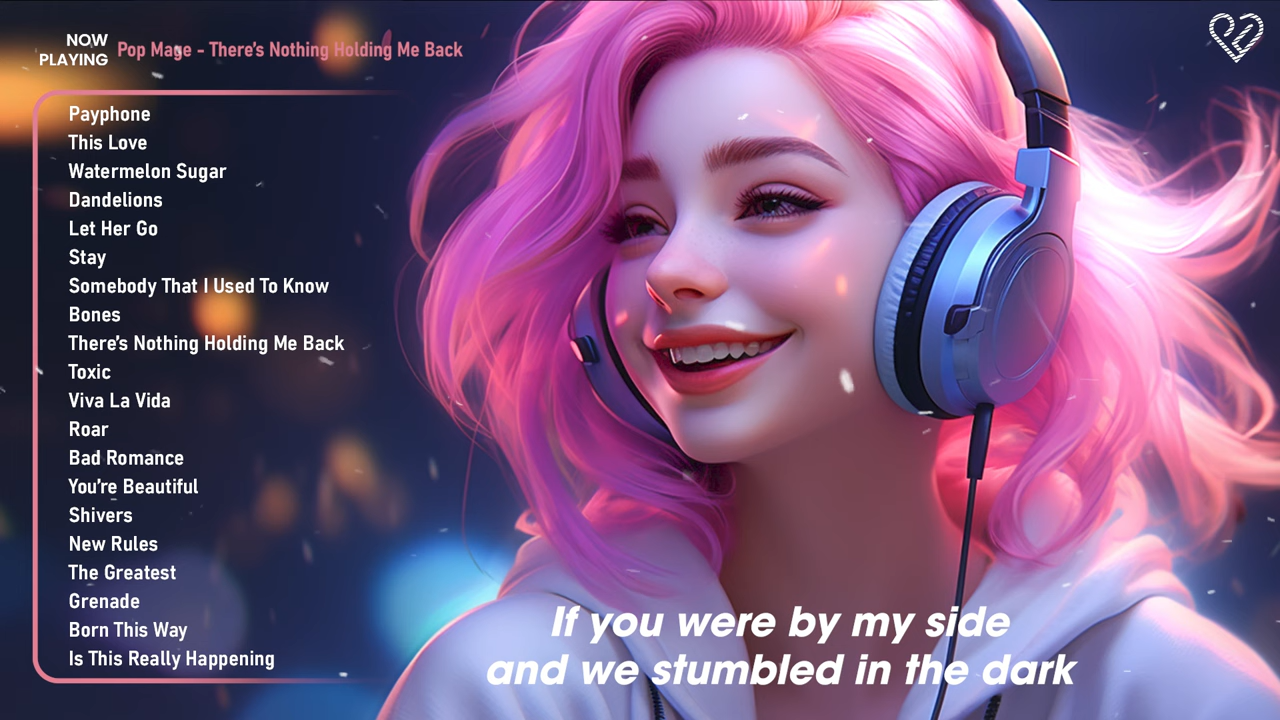 NOW
PLAYING
Pop Mage - There's Nothing Holding Me Back
Payphone
This Love
Watermelon Sugar
Dandelions
Let Her Go
Stay
Somebody That I Used To Know
Bones
There's Nothing Holding Me Back
Toxic
Viva La Vida
Roar
Bad Romance
You're Beautiful
Shivers
New Rules
The Greatest
Grenade
Born This Way
Is This Really Happening
If you were by my side
and we stumbled in the dark